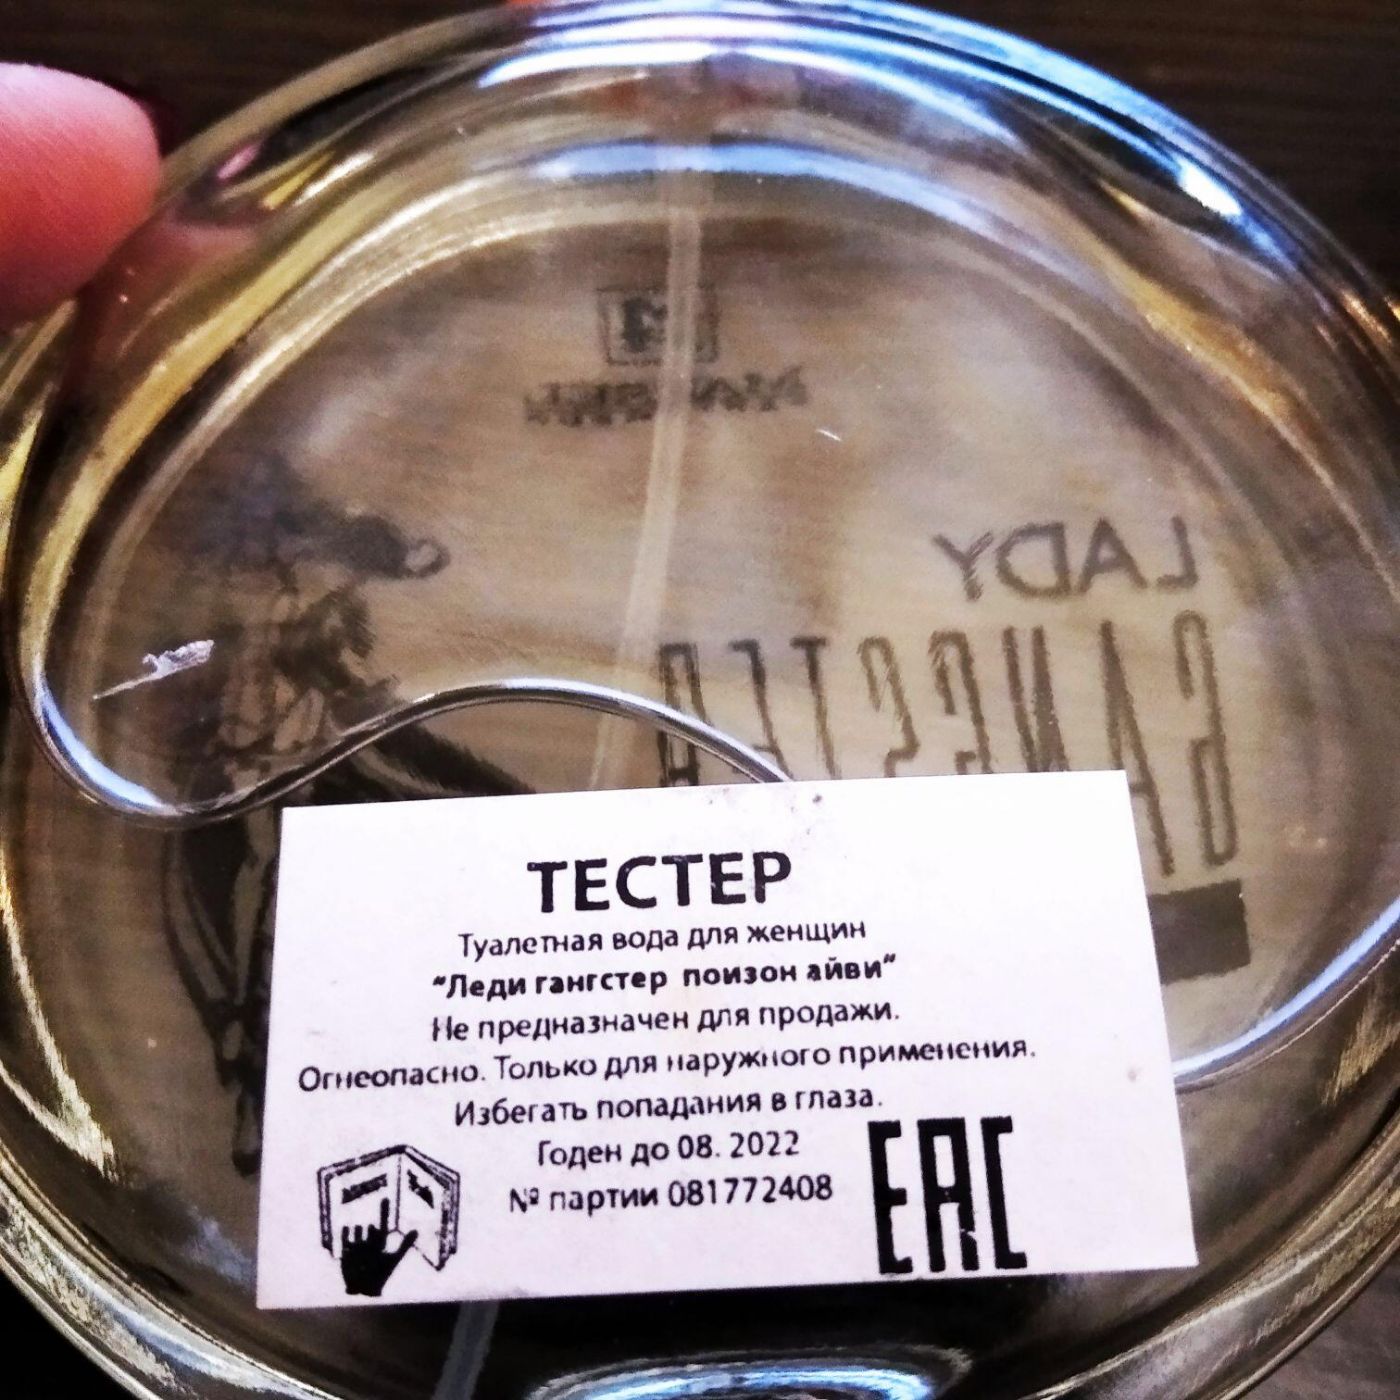 LADY
GANGSTER
ТЕСТЕР
Туалетная вода для женщин
“Леди гангстер поизон айви“
Не предназначен для продажи.
Огнеопасно. Только для наружного применения.
Избегать попадания в глаза.
Годен до 08. 2022
№ партии 081772408
EAC